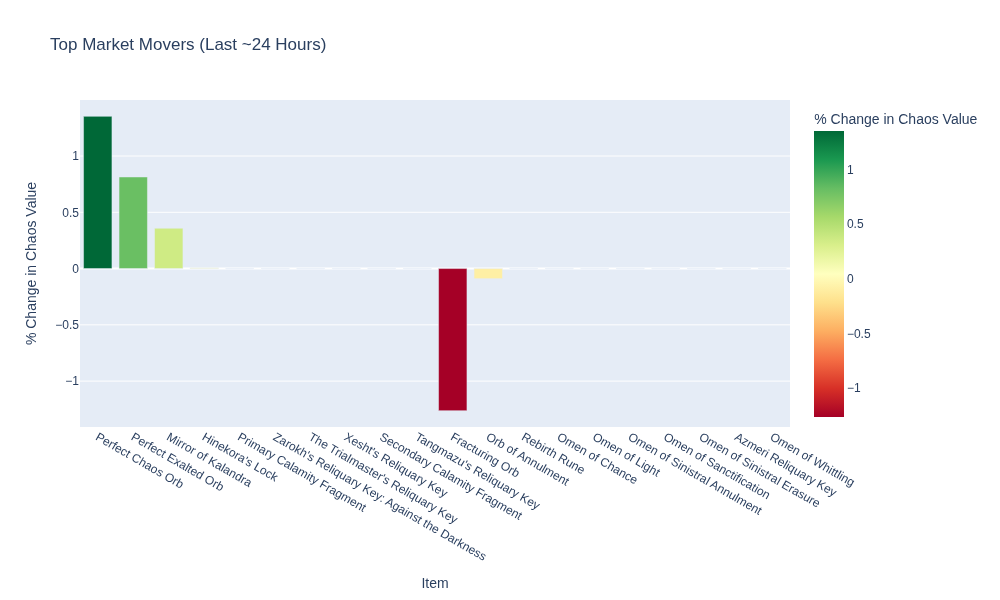 Top Market Movers (Last ~24 Hours)
% Change in Chaos Value
1
0.5
0
−0.5
−1
Perfect Chaos Orb
Perfect Exalted Orb
Mirror of Kalandra
Hinekora's Lock
Primary Calamity Fragment
Zarokh's Reliquary Key: Against the Darkness
The Trialmaster's Reliquary Key
Xesht's Reliquary Key
Secondary Calamity Fragment
Tangmazu's Reliquary Key
Fracturing Orb
Orb of Annulment
Rebirth Rune
Omen of Chance
Omen of Light
Omen of Sinistral Annulment
Omen of Sanctification
Omen of Sinistral Erasure
Azmeri Reliquary Key
Omen of Whittling
Item
% Change in Chaos Value
1
0.5
0
−0.5
−1